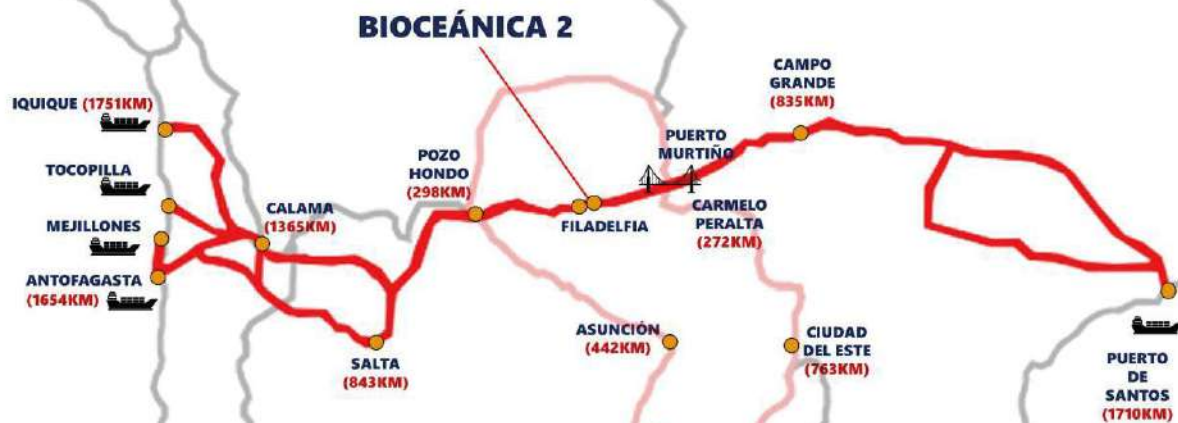 BIOCEÁNICA 2
IQUIQUE (1751KM)
TOCOPILLA
MEJILLONES
ANTOFAGASTA
(1654KM)
CALAMA
(1365KM)
SALTA
(843KM)
POZO
HONDO
(298KM)
FILADELFIA
PUERTO
MURTIÑO
CARMELO
PERALTA
(272KM)
CAMPO
GRANDE
(835KM)
ASUNCIÓN
(442KM)
CIUDAD
DEL ESTE
(763KM)
PUERTO
DE
SANTOS
(1710KM)